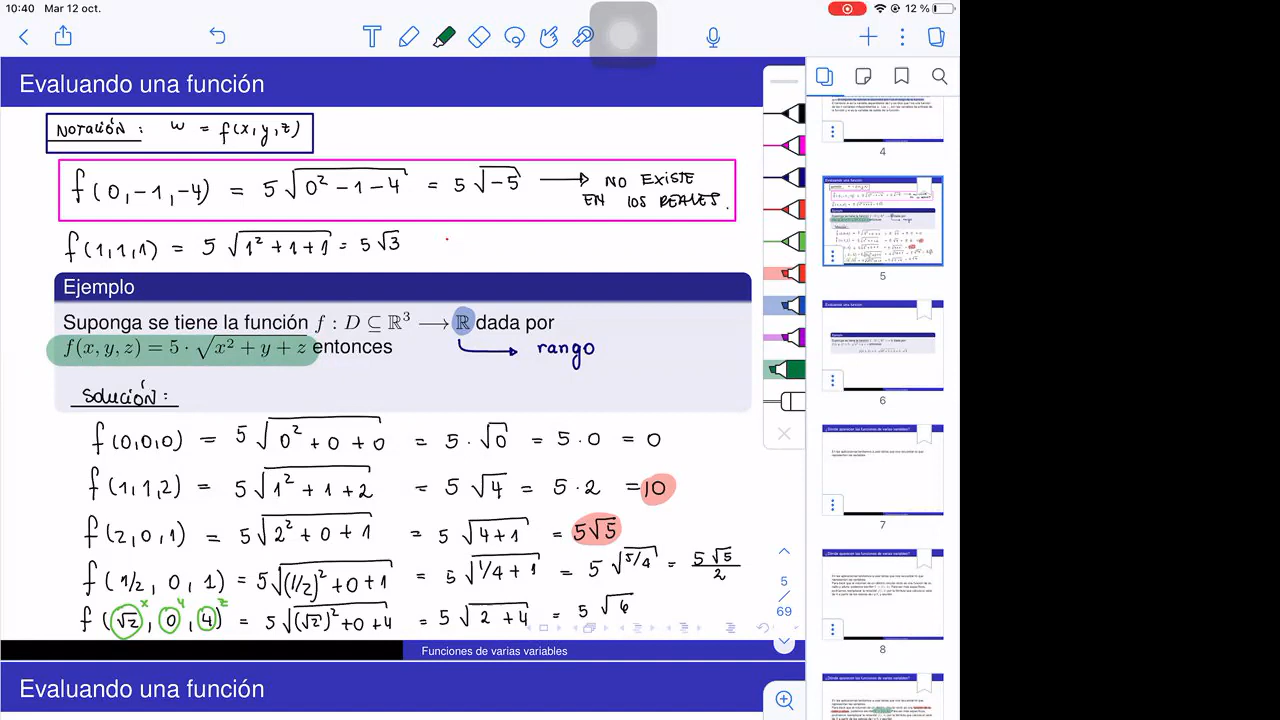 10:40 Mar 12 oct. 12 %
Evaluando una función
NOTACIÓN w = f(x,y,z)
f(0,-1,-4) = 5√(0²-1-4) = 5√-5 → NO EXISTE
EN LOS REALES.
f(1,1,1) = 5√(1²+1+1) = 5√3
Ejemplo
Suponga se tiene la función f : D ⊆ ℝ³ → ℝ dada por
f(x, y, z) = 5 · √(x² + y + z) entonces
rango
Solución:
f(0,0,0) 5√(0²+0+0) = 5·√0 = 5·0 = 0
f(1,1,2) = 5√(1²+1+2) = 5√4 = 5·2 = 10
f(2,0,1) = 5√(2²+0+1) = 5√(4+1) = 5√5
f(1/2, 0, 1) = 5√((1/2)²+0+1) = 5√(1/4+1) = 5√(5/4) = 5√5/2
f(√2, 0, 4) = 5√((√2)²+0+4) = 5√(2+4) = 5√6
5
/
69
Funciones de varias variables
Evaluando una función
4
5
6
7
8